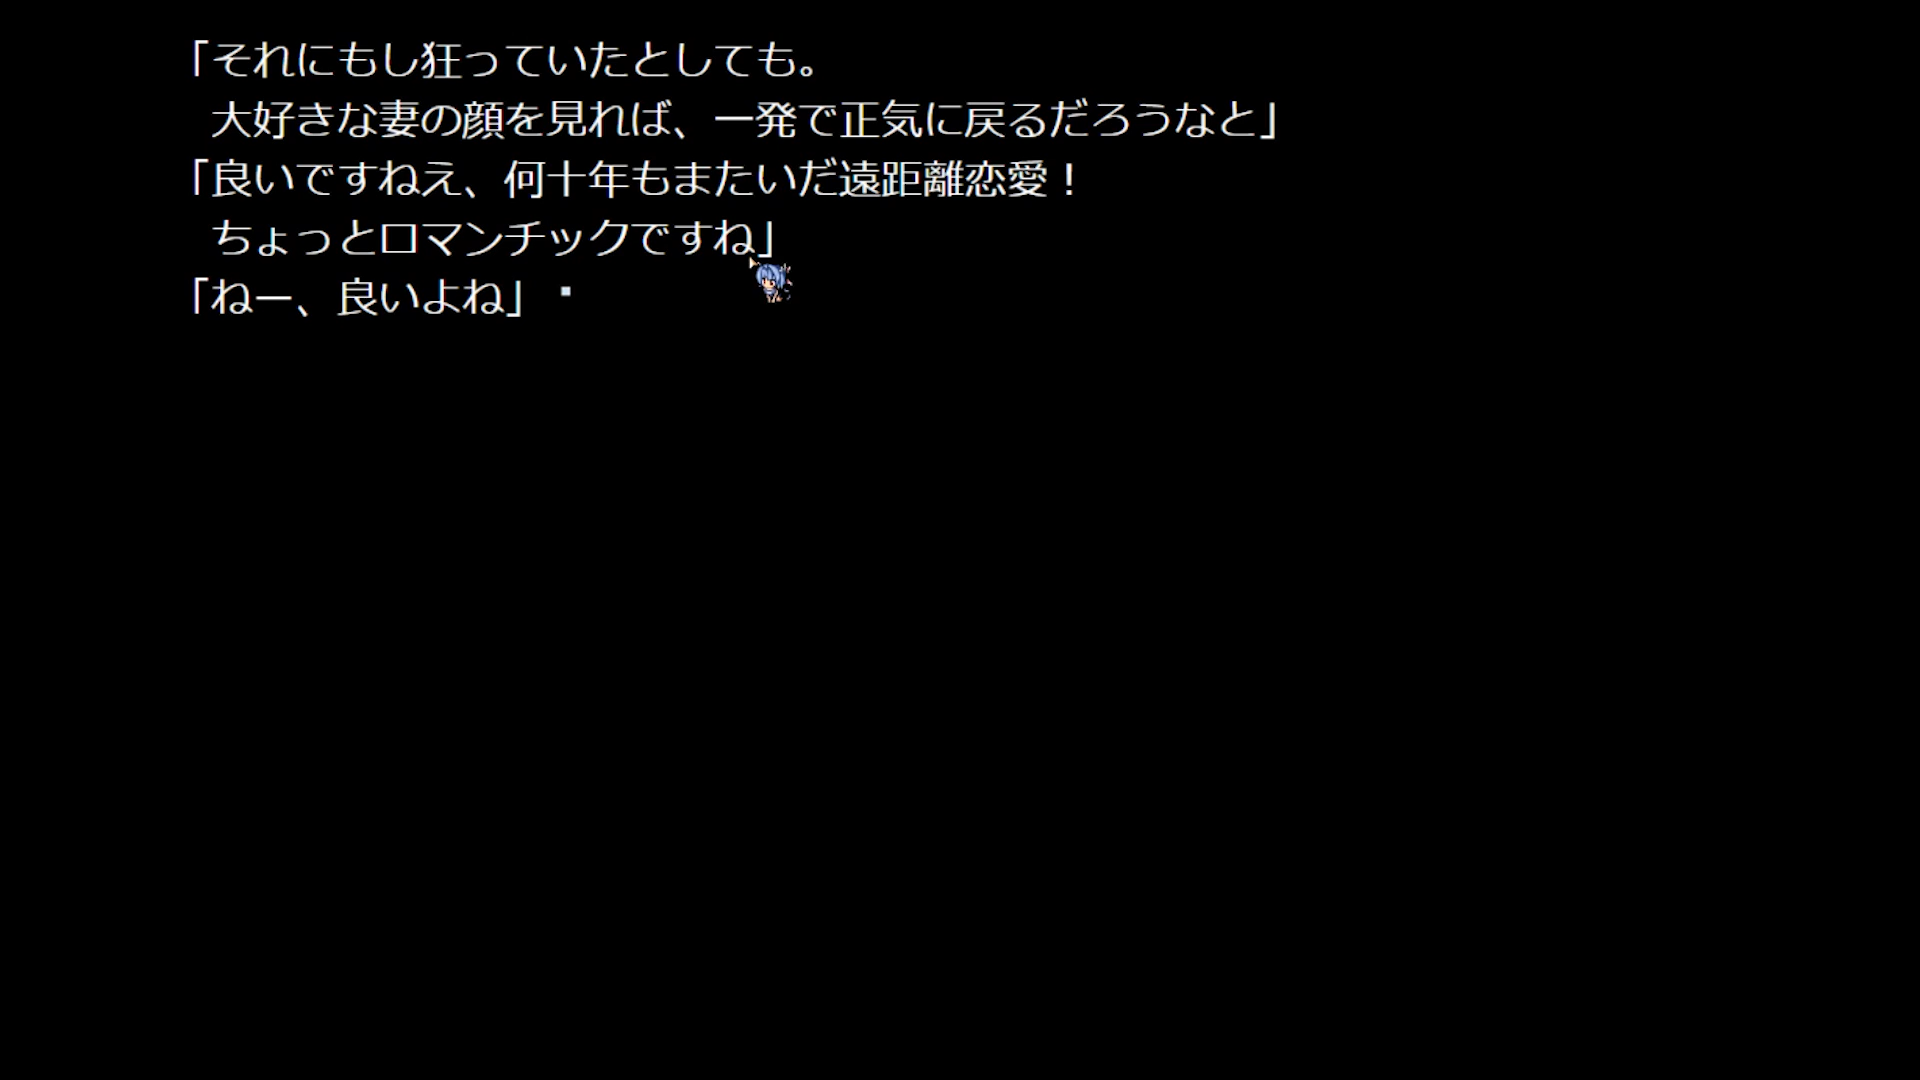 「それにもし狂っていたとしても。
大好きな妻の顔を見れば、一発で正気に戻るだろうなと」
「良いですねえ、何十年もまたいだ遠距離恋愛！
ちょっとロマンチックですね」
「ねー、良いよね」